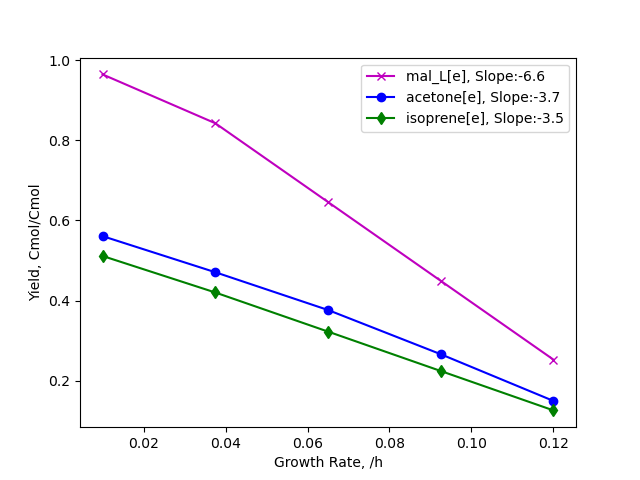 mal_L[e], Slope:-6.6
acetone[e], Slope:-3.7
isoprene[e], Slope:-3.5
Yield, Cmol/Cmol
1.0
0.8
0.6
0.4
0.2
0.02 0.04 0.06 0.08 0.10 0.12
Growth Rate, /h